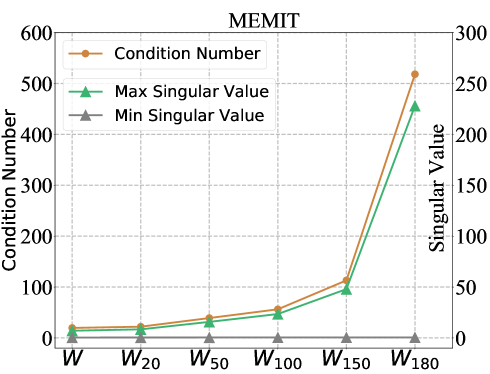 MEMIT
600
500
400
300
200
100
0
Condition Number
Condition Number
Max Singular Value
Min Singular Value
300
250
200
150
100
50
0
Singular Value
W W20 W50 W100 W150 W180